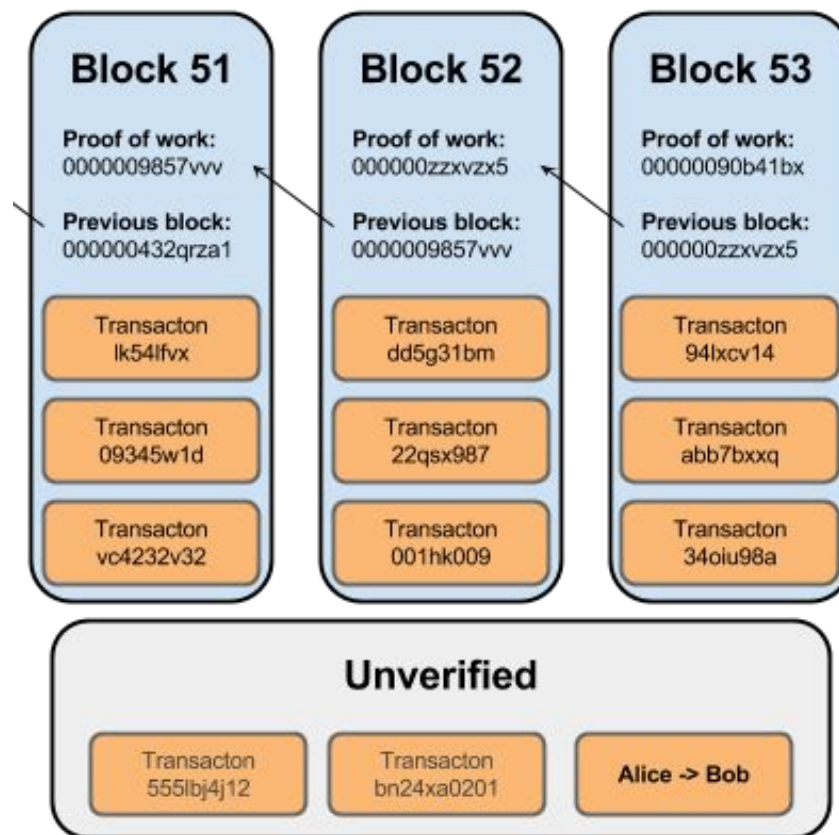 Block 51
Proof of work:
0000009857vvv
Previous block:
000000432qrza1
Transacton
lk54lfvx
Transacton
09345w1d
Transacton
vc4232v32
Block 52
Proof of work:
000000zzxvzx5
Previous block:
0000009857vvv
Transacton
dd5g31bm
Transacton
22qsx987
Transacton
001hk009
Block 53
Proof of work:
00000090b41bx
Previous block:
000000zzxvzx5
Transacton
94lxcv14
Transacton
abb7bxxq
Transacton
34oiu98a
Unverified
Transacton
555lbj4j12
Transacton
bn24xa0201
Alice -> Bob